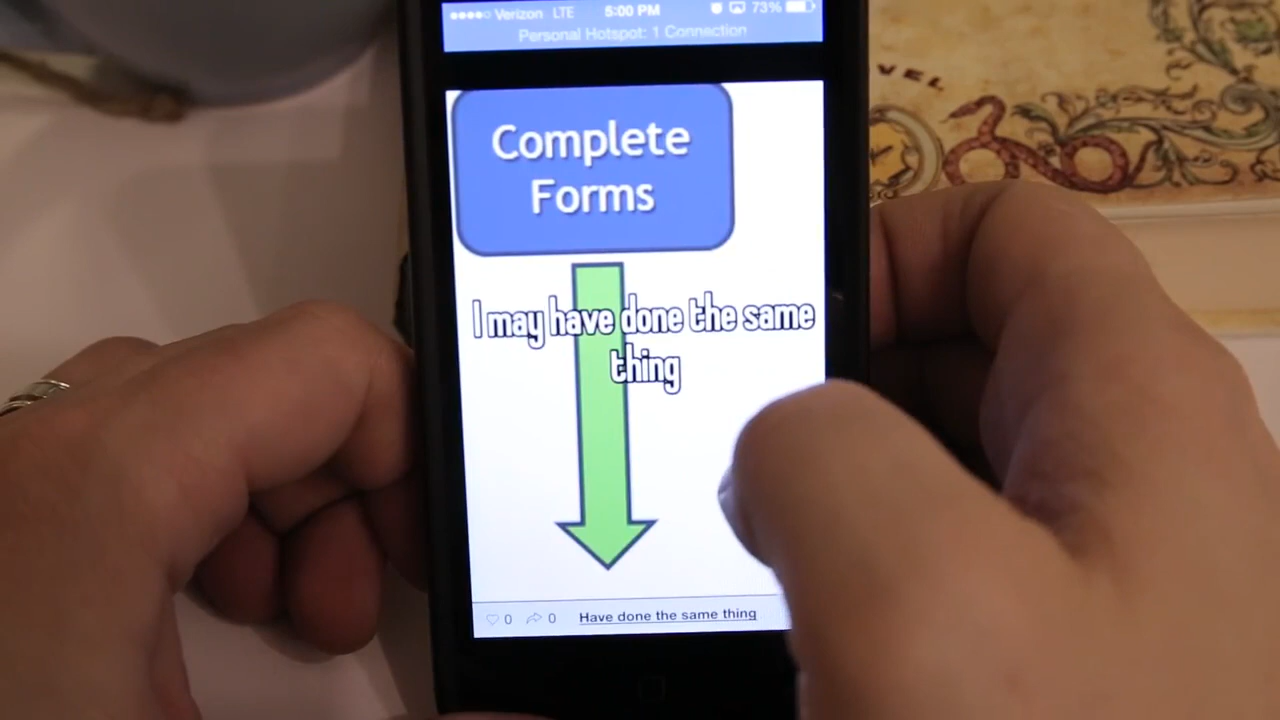 Verizon LTE 5:00 PM 73%
Personal Hotspot: 1 Connection
Complete
Forms
I may have done the same
thing
0 0 Have done the same thing
VEL